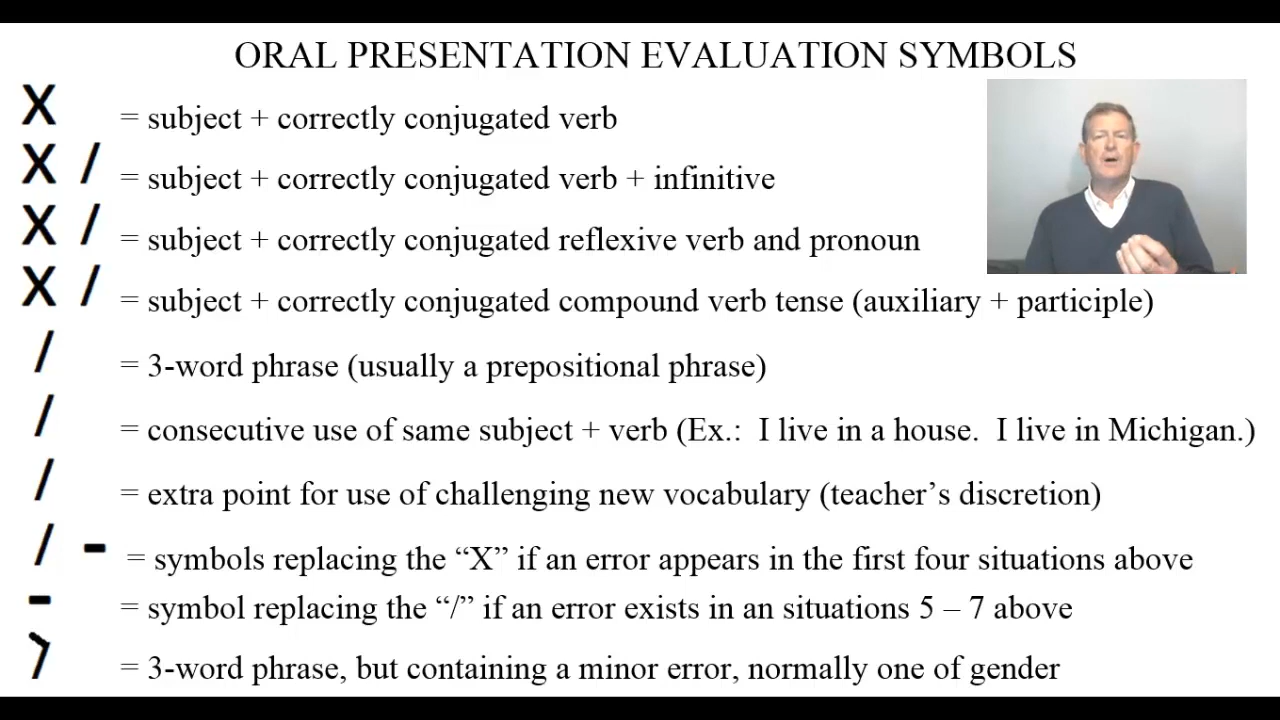 ORAL PRESENTATION EVALUATION SYMBOLS
X = subject + correctly conjugated verb
X / = subject + correctly conjugated verb + infinitive
X / = subject + correctly conjugated reflexive verb and pronoun
X / = subject + correctly conjugated compound verb tense (auxiliary + participle)
/ = 3-word phrase (usually a prepositional phrase)
/ = consecutive use of same subject + verb (Ex.: I live in a house. I live in Michigan.)
/ = extra point for use of challenging new vocabulary (teacher’s discretion)
/ - = symbols replacing the “X” if an error appears in the first four situations above
- = symbol replacing the “/” if an error exists in an situations 5 – 7 above
= 3-word phrase, but containing a minor error, normally one of gender